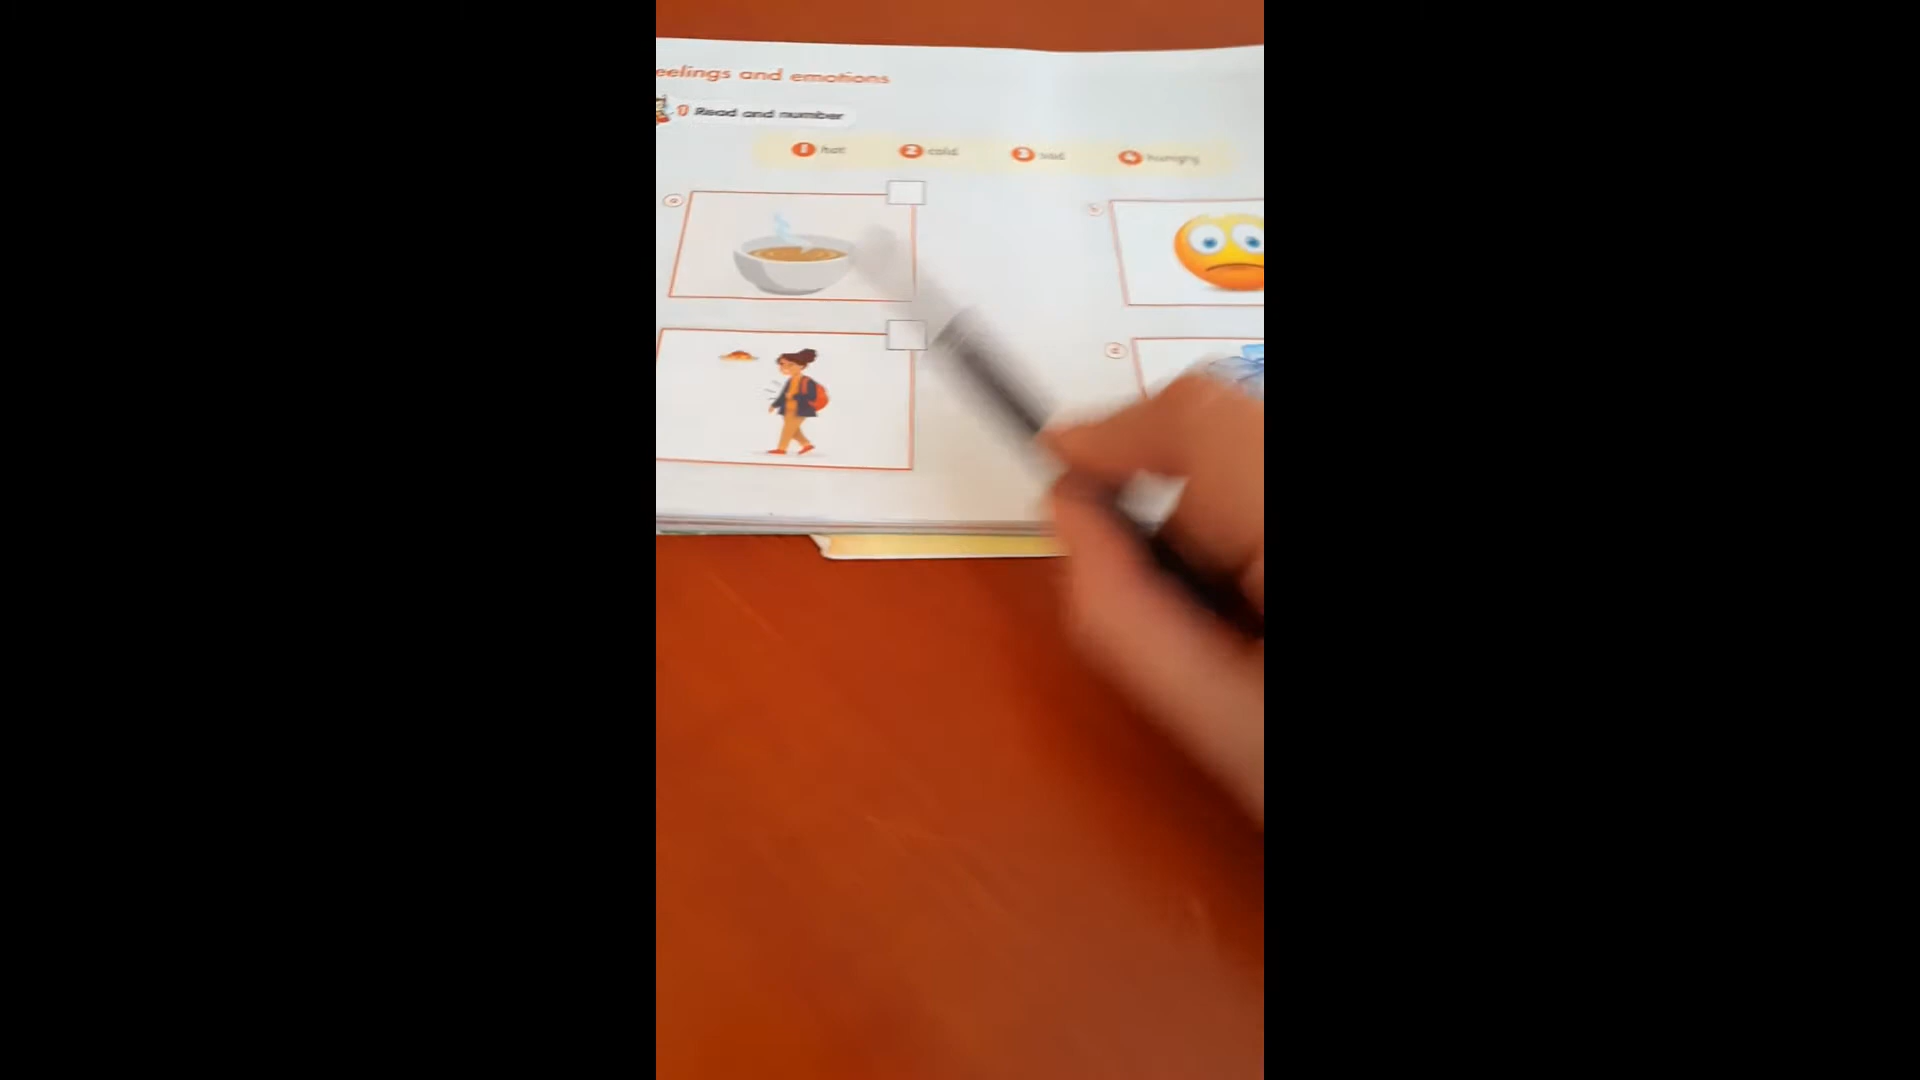 eelings and emotions
1 Read and number
1 hot 2 cold 3 sad 4 hungry
a
b
d